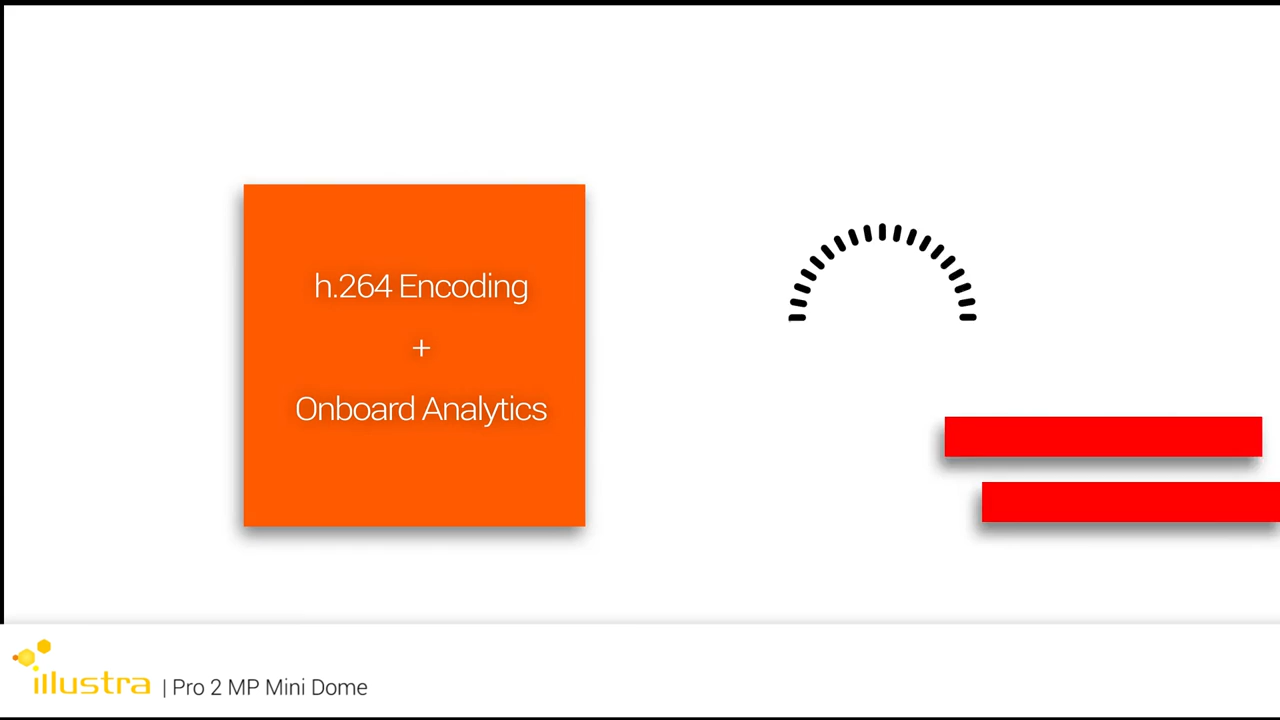 h.264 Encoding
+
Onboard Analytics
illustra | Pro 2 MP Mini Dome